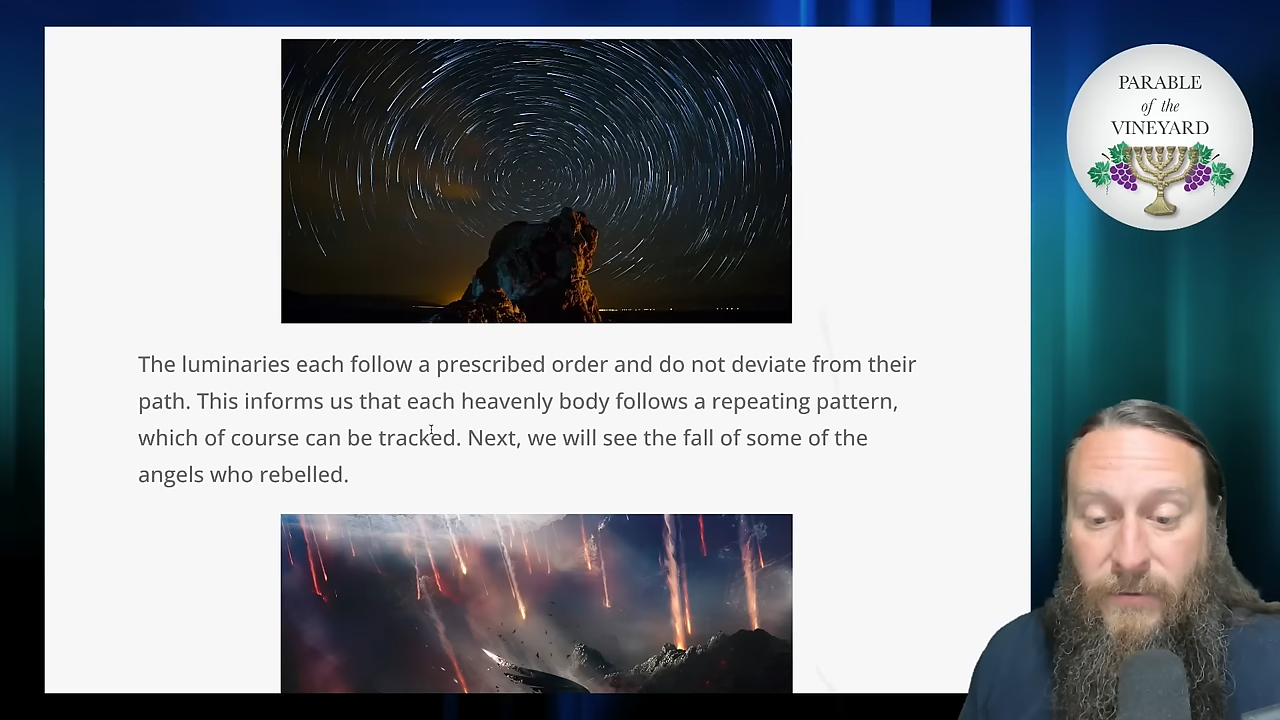 The luminaries each follow a prescribed order and do not deviate from their
path. This informs us that each heavenly body follows a repeating pattern,
which of course can be tracked. Next, we will see the fall of some of the
angels who rebelled.
PARABLE
of the
VINEYARD